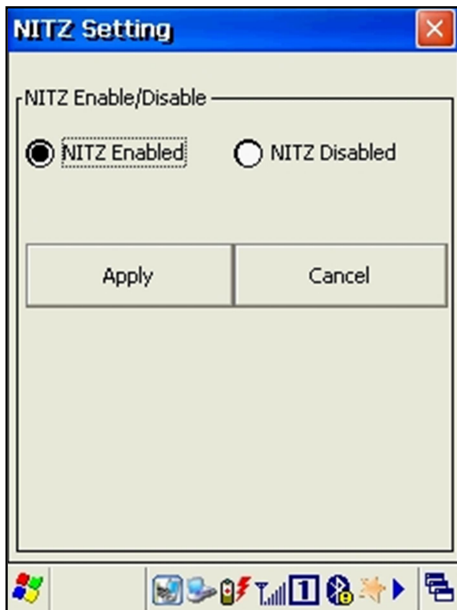 NITZ Setting
NITZ Enable/Disable
NITZ Enabled NITZ Disabled
Apply Cancel
1